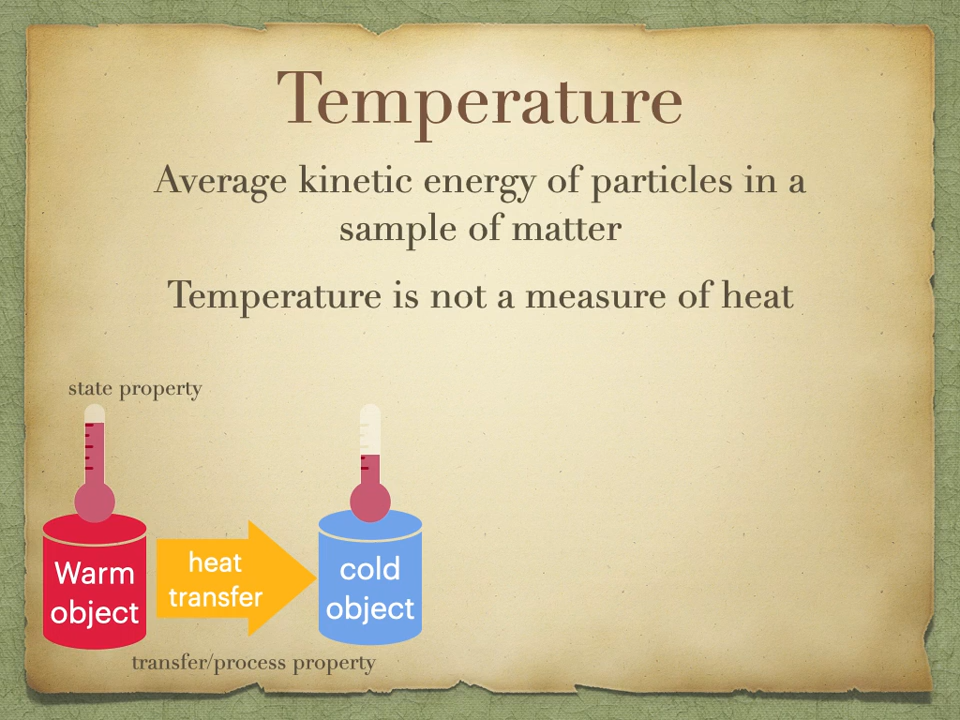 Temperature
Average kinetic energy of particles in a
sample of matter
Temperature is not a measure of heat
state property
Warm
object
heat
transfer
cold
object
transfer/process property